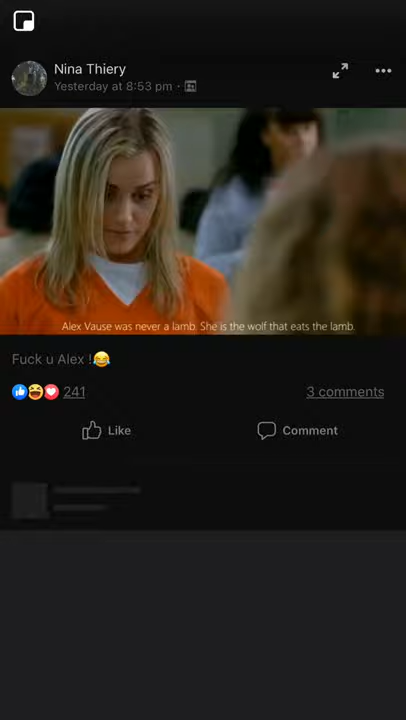 Nina Thiery
Yesterday at 8:53 pm ·
Alex Vause was never a lamb. She is the wolf that eats the lamb.
Fuck u Alex !😂
241
3 comments
Like
Comment